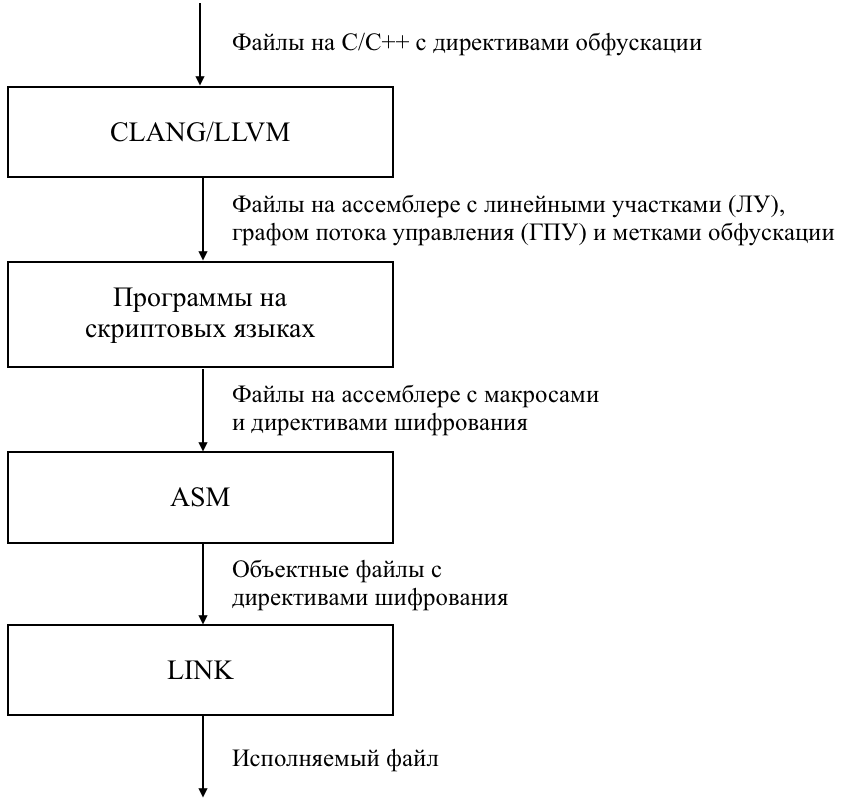 Файлы на C/C++ с директивами обфускации
CLANG/LLVM
Файлы на ассемблере с линейными участками (ЛУ),
графом потока управления (ГПУ) и метками обфускации
Программы на
скриптовых языках
Файлы на ассемблере с макросами
и директивами шифрования
ASM
Объектные файлы с
директивами шифрования
LINK
Исполняемый файл